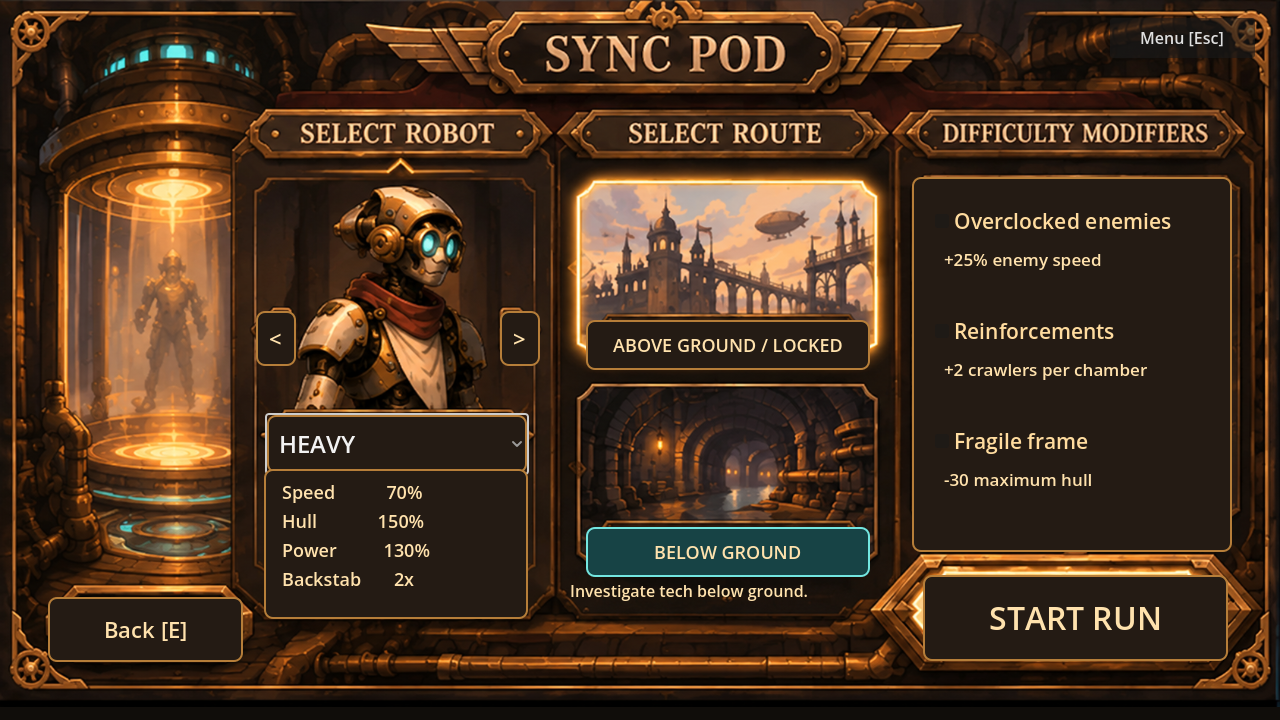 SYNC POD
Menu [Esc]
SELECT ROBOT
SELECT ROUTE
DIFFICULTY MODIFIERS
<
>
HEAVY
Speed 70%
Hull 150%
Power 130%
Backstab 2x
ABOVE GROUND / LOCKED
BELOW GROUND
Investigate tech below ground.
Overclocked enemies
+25% enemy speed
Reinforcements
+2 crawlers per chamber
Fragile frame
-30 maximum hull
Back [E]
START RUN